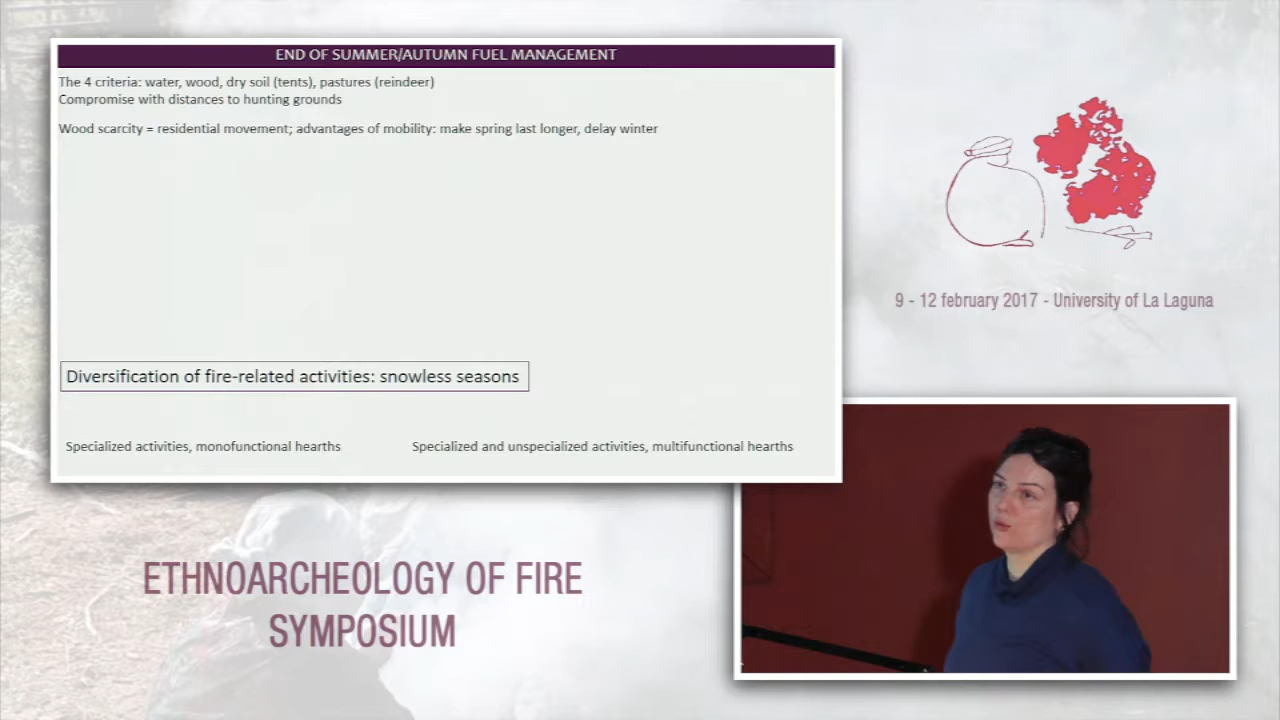 END OF SUMMER/AUTUMN FUEL MANAGEMENT
The 4 criteria: water, wood, dry soil (tents), pastures (reindeer)
Compromise with distances to hunting grounds
Wood scarcity = residential movement; advantages of mobility: make spring last longer, delay winter
Diversification of fire-related activities: snowless seasons
Specialized activities, monofunctional hearths
Specialized and unspecialized activities, multifunctional hearths
9 - 12 february 2017 - University of La Laguna
ETHNOARCHEOLOGY OF FIRE
SYMPOSIUM